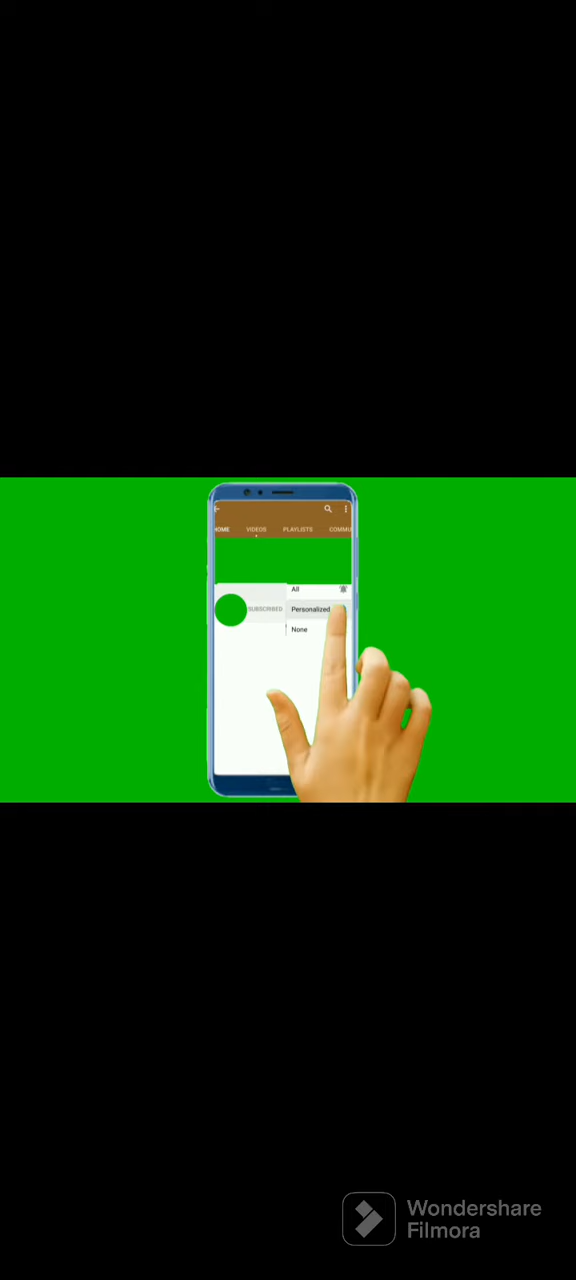 HOME VIDEOS PLAYLISTS COMMU
All
SUBSCRIBED Personalized
None
Wondershare
Filmora